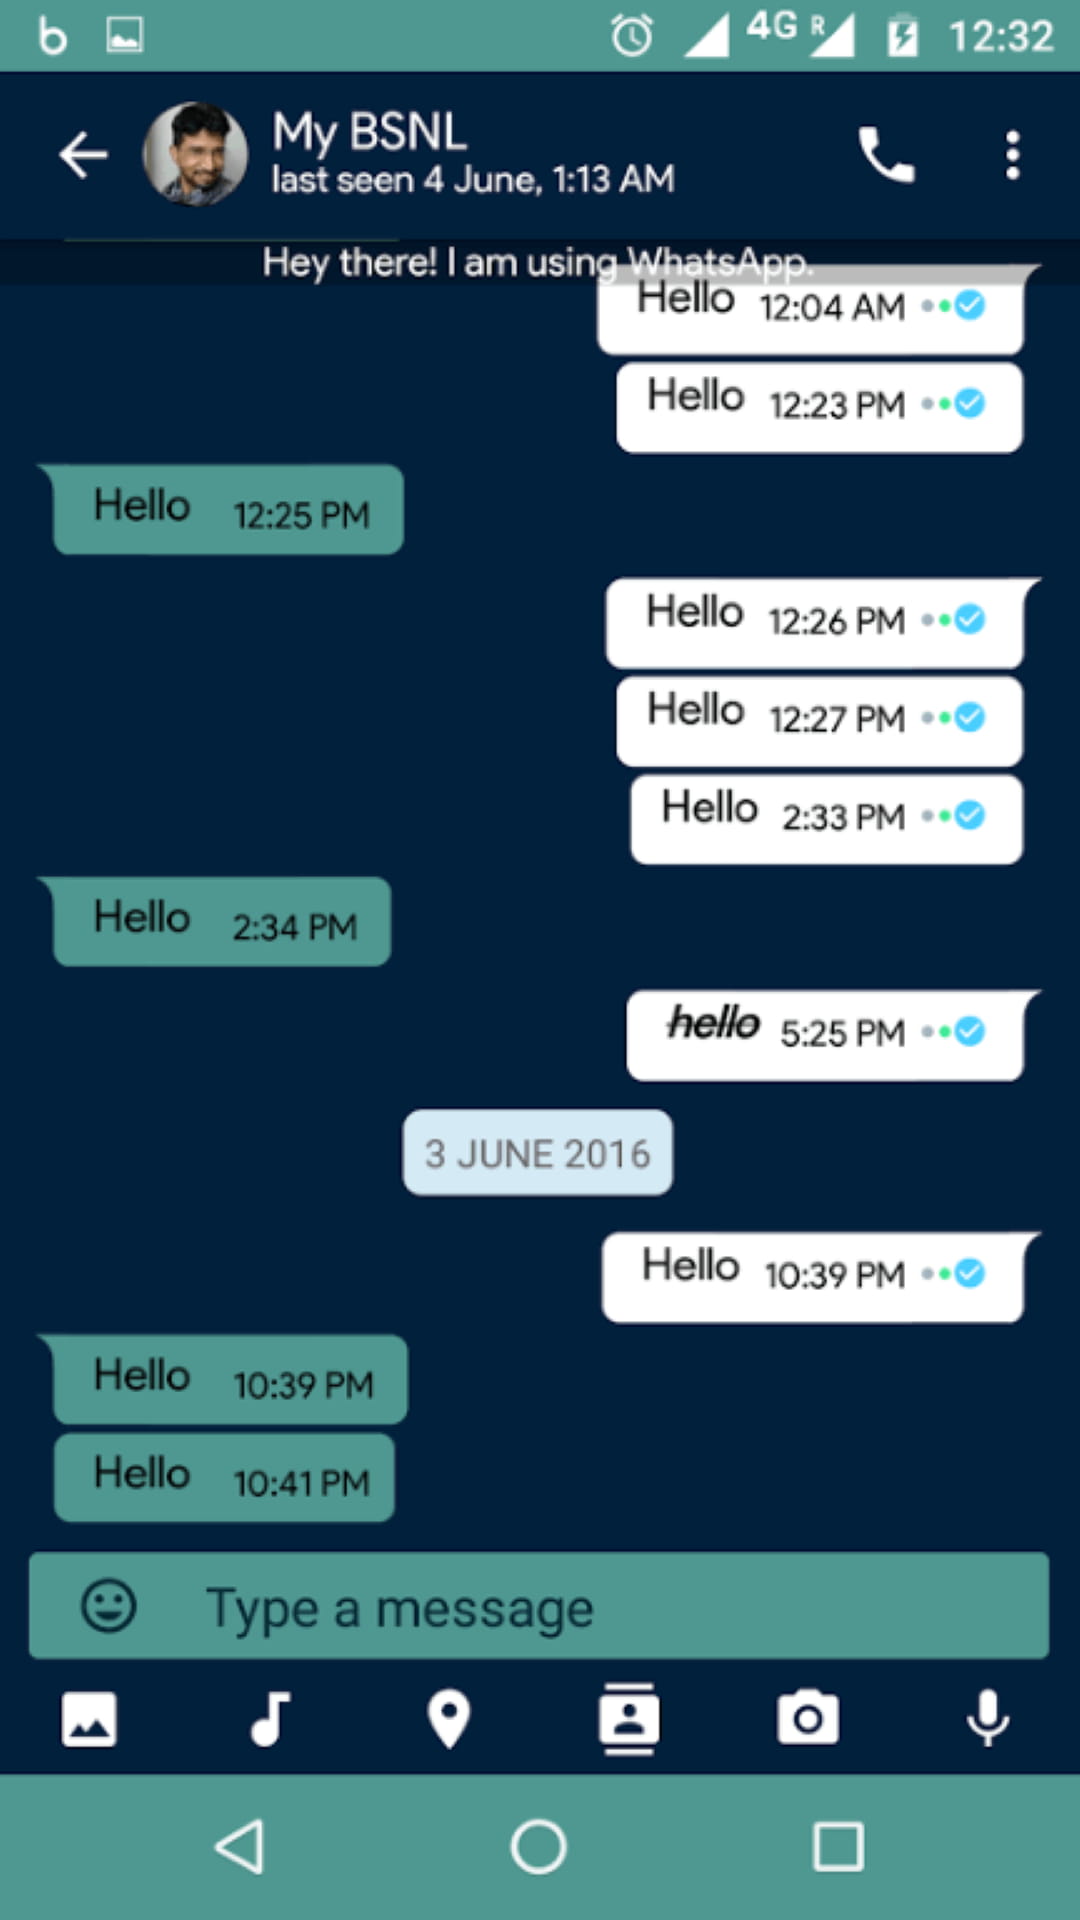 b 4G R 12:32
My BSNL
last seen 4 June, 1:13 AM
Hey there! I am using WhatsApp.
Hello 12:04 AM
Hello 12:23 PM
Hello 12:25 PM
Hello 12:26 PM
Hello 12:27 PM
Hello 2:33 PM
Hello 2:34 PM
hello 5:25 PM
3 JUNE 2016
Hello 10:39 PM
Hello 10:39 PM
Hello 10:41 PM
Type a message